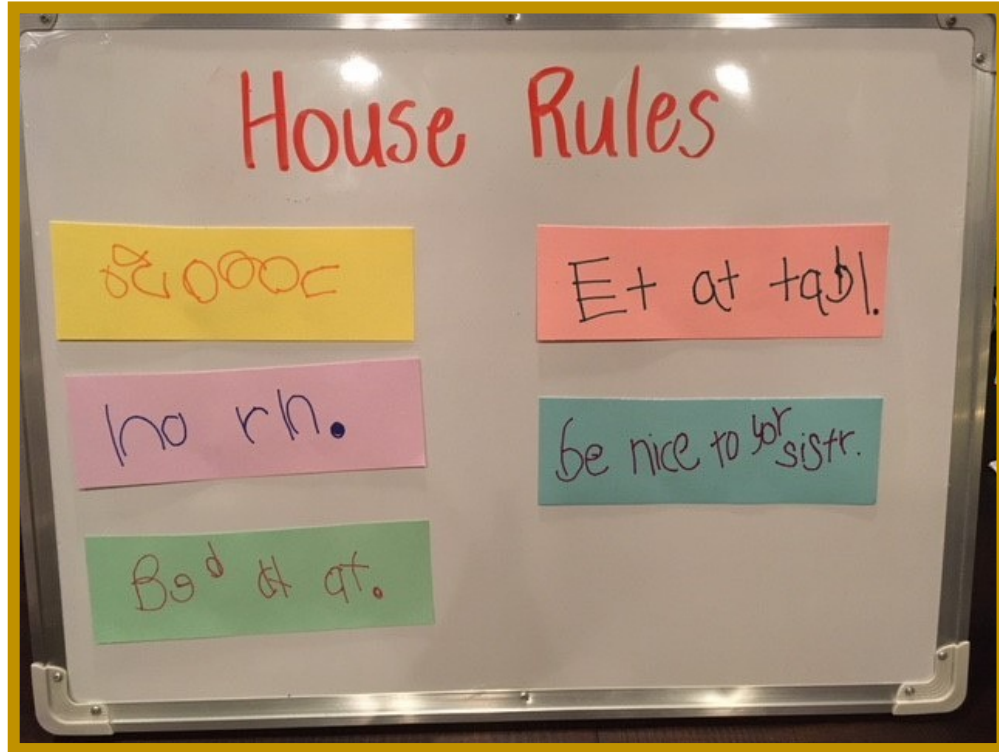 House Rules
no rn.
Bed at at.
Et at tabl.
be nice to yor sistr.